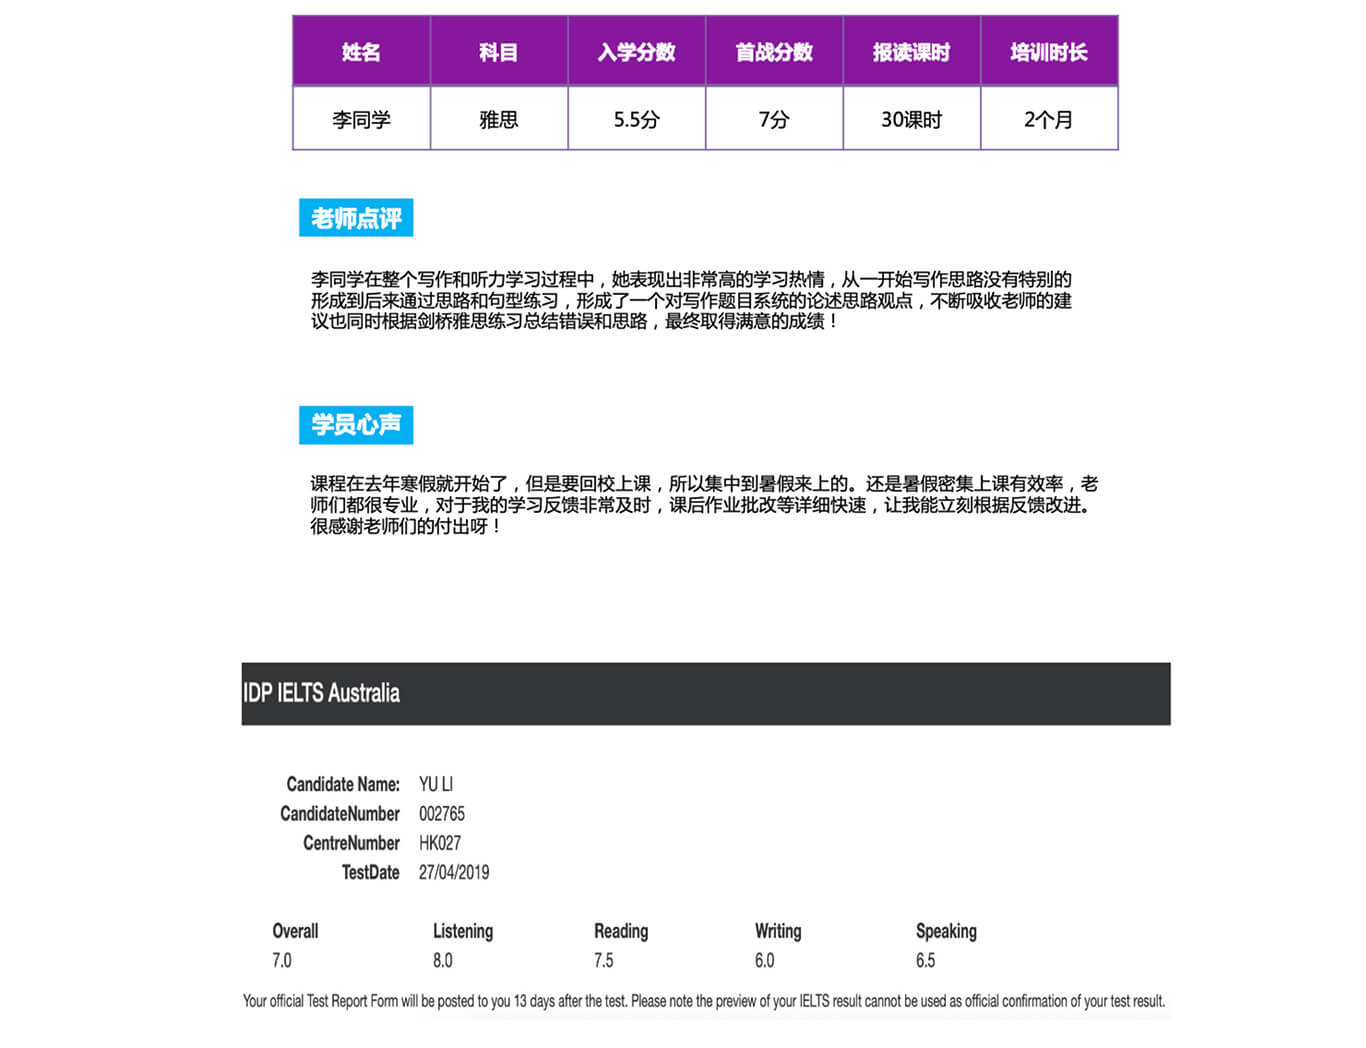 姓名 科目 入学分数 首战分数 报读课时 培训时长
李同学 雅思 5.5分 7分 30课时 2个月
老师点评
李同学在整个写作和听力学习过程中，她表现出非常高的学习热情，从一开始写作思路没有特别的
形成到后来通过思路和句型练习，形成了一个对写作题目系统的论述思路观点，不断吸收老师的建
议也同时根据剑桥雅思练习总结错误和思路，最终取得满意的成绩！
学员心声
课程在去年寒假就开始了，但是要回校上课，所以集中到暑假来上的。还是暑假密集上课有效率，老
师们都很专业，对于我的学习反馈非常及时，课后作业批改等详细快速，让我能立刻根据反馈改进。
很感谢老师们的付出呀！
IDP IELTS Australia
Candidate Name: YU LI
CandidateNumber 002765
CentreNumber HK027
TestDate 27/04/2019
Overall Listening Reading Writing Speaking
7.0 8.0 7.5 6.0 6.5
Your official Test Report Form will be posted to you 13 days after the test. Please note the preview of your IELTS result cannot be used as official confirmation of your test result.